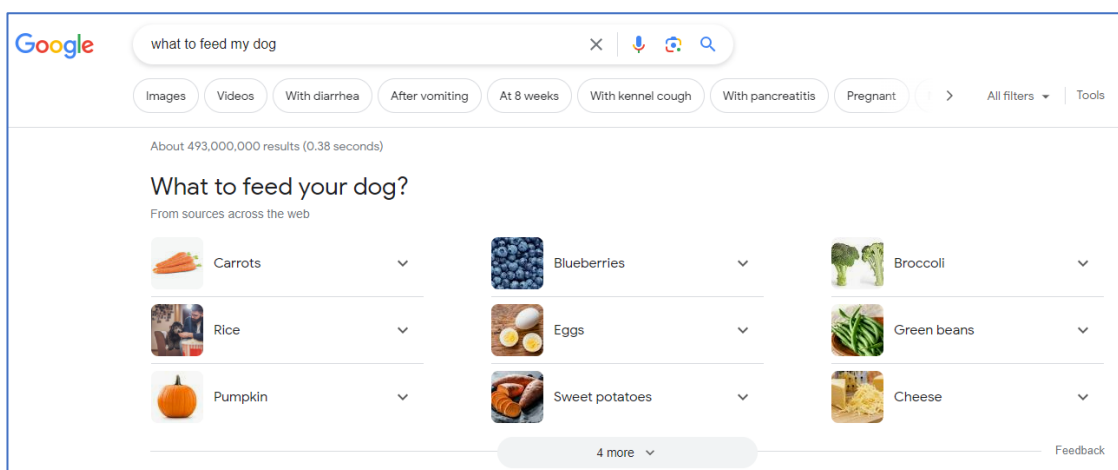 Google
what to feed my dog
Images Videos With diarrhea After vomiting At 8 weeks With kennel cough With pancreatitis Pregnant All filters Tools
About 493,000,000 results (0.38 seconds)
What to feed your dog?
From sources across the web
Carrots Blueberries Broccoli
Rice Eggs Green beans
Pumpkin Sweet potatoes Cheese
4 more
Feedback